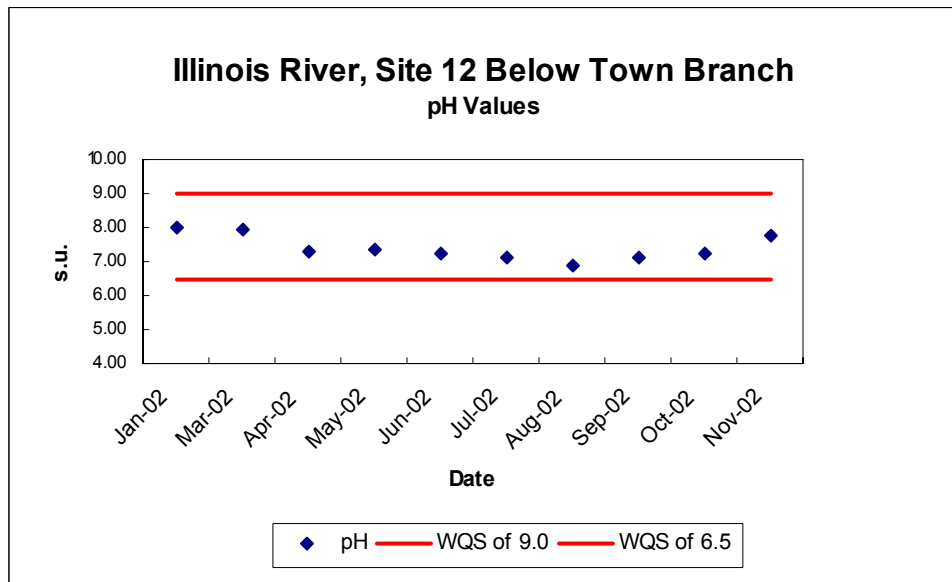 Illinois River, Site 12 Below Town Branch
pH Values
10.00
9.00
8.00
7.00
6.00
5.00
4.00
s.u.
Jan-02
Mar-02
Apr-02
May-02
Jun-02
Jul-02
Aug-02
Sep-02
Oct-02
Nov-02
Date
pH WQS of 9.0 WQS of 6.5